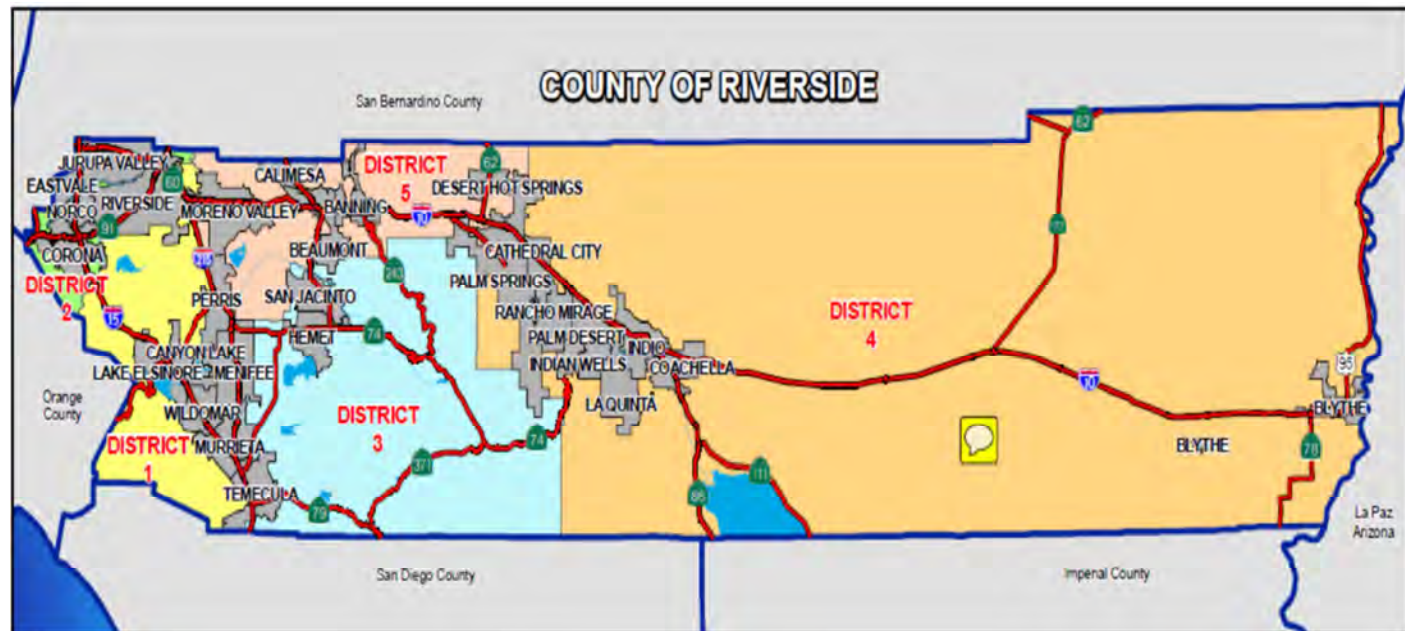 COUNTY OF RIVERSIDE
San Bernardino County
62
JURUPA VALLEY
60
CALIMESA
DISTRICT
5
62
DESERT HOT SPRINGS
EASTVALE
RIVERSIDE
NORCO
91
MORENO VALLEY
BANNING
10
CORONA
215
BEAUMONT
243
CATHEDRAL CITY
PALM SPRINGS
DISTRICT
2
15
PERRIS
SAN JACINTO
RANCHO MIRAGE
DISTRICT
4
HEMET
74
PALM DESERT
INDIO
CANYON LAKE
LAKE ELSINORE
MENIFEE
INDIAN WELLS
COACHELLA
10
95
Orange
County
WILDOMAR
LA QUINTA
BLYTHE
DISTRICT
1
MURRIETA
DISTRICT
3
74
BLYTHE
78
371
TEMECULA
79
86
111
La Paz
Arizona
San Diego County
Imperial County